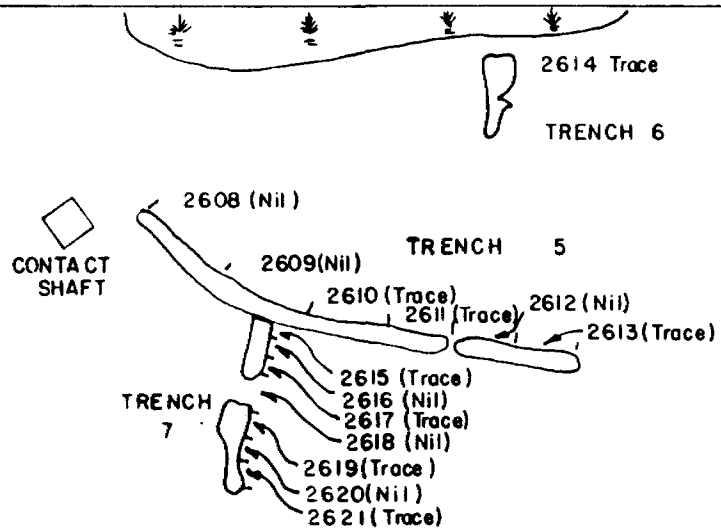 2614 Trace
TRENCH 6
2608 (Nil)
CONTACT
SHAFT
TRENCH 5
2609(Nil)
2610 (Trace)
2611 (Trace)
2612 (Nil)
2613 (Trace)
2615 (Trace)
2616 (Nil)
2617 (Trace)
2618 (Nil)
TRENCH
7
2619 (Trace)
2620(Nil)
2621 (Trace)